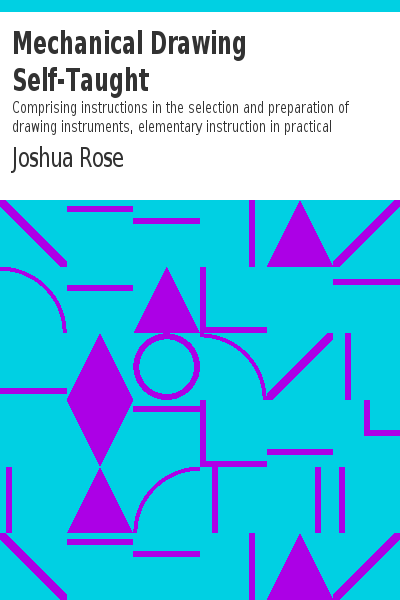 Mechanical Drawing
Self-Taught
Comprising instructions in the selection and preparation of
drawing instruments, elementary instruction in practical
Joshua Rose